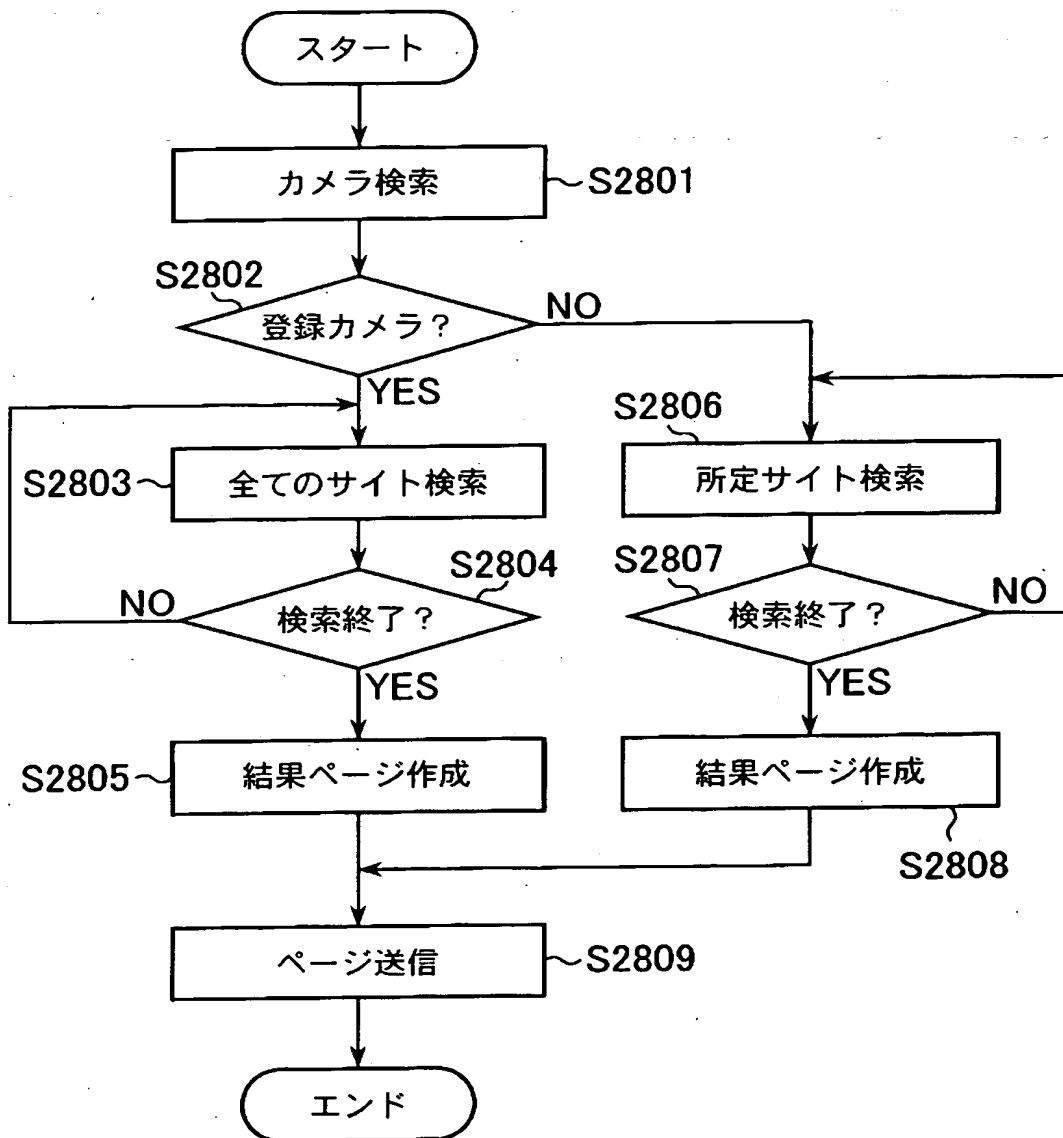 スタート
カメラ検索
S2801
S2802
登録カメラ？
NO
YES
S2803
全てのサイト検索
S2804
検索終了？
NO
YES
S2805
結果ページ作成
S2806
所定サイト検索
S2807
検索終了？
NO
YES
結果ページ作成
S2808
ページ送信
S2809
エンド